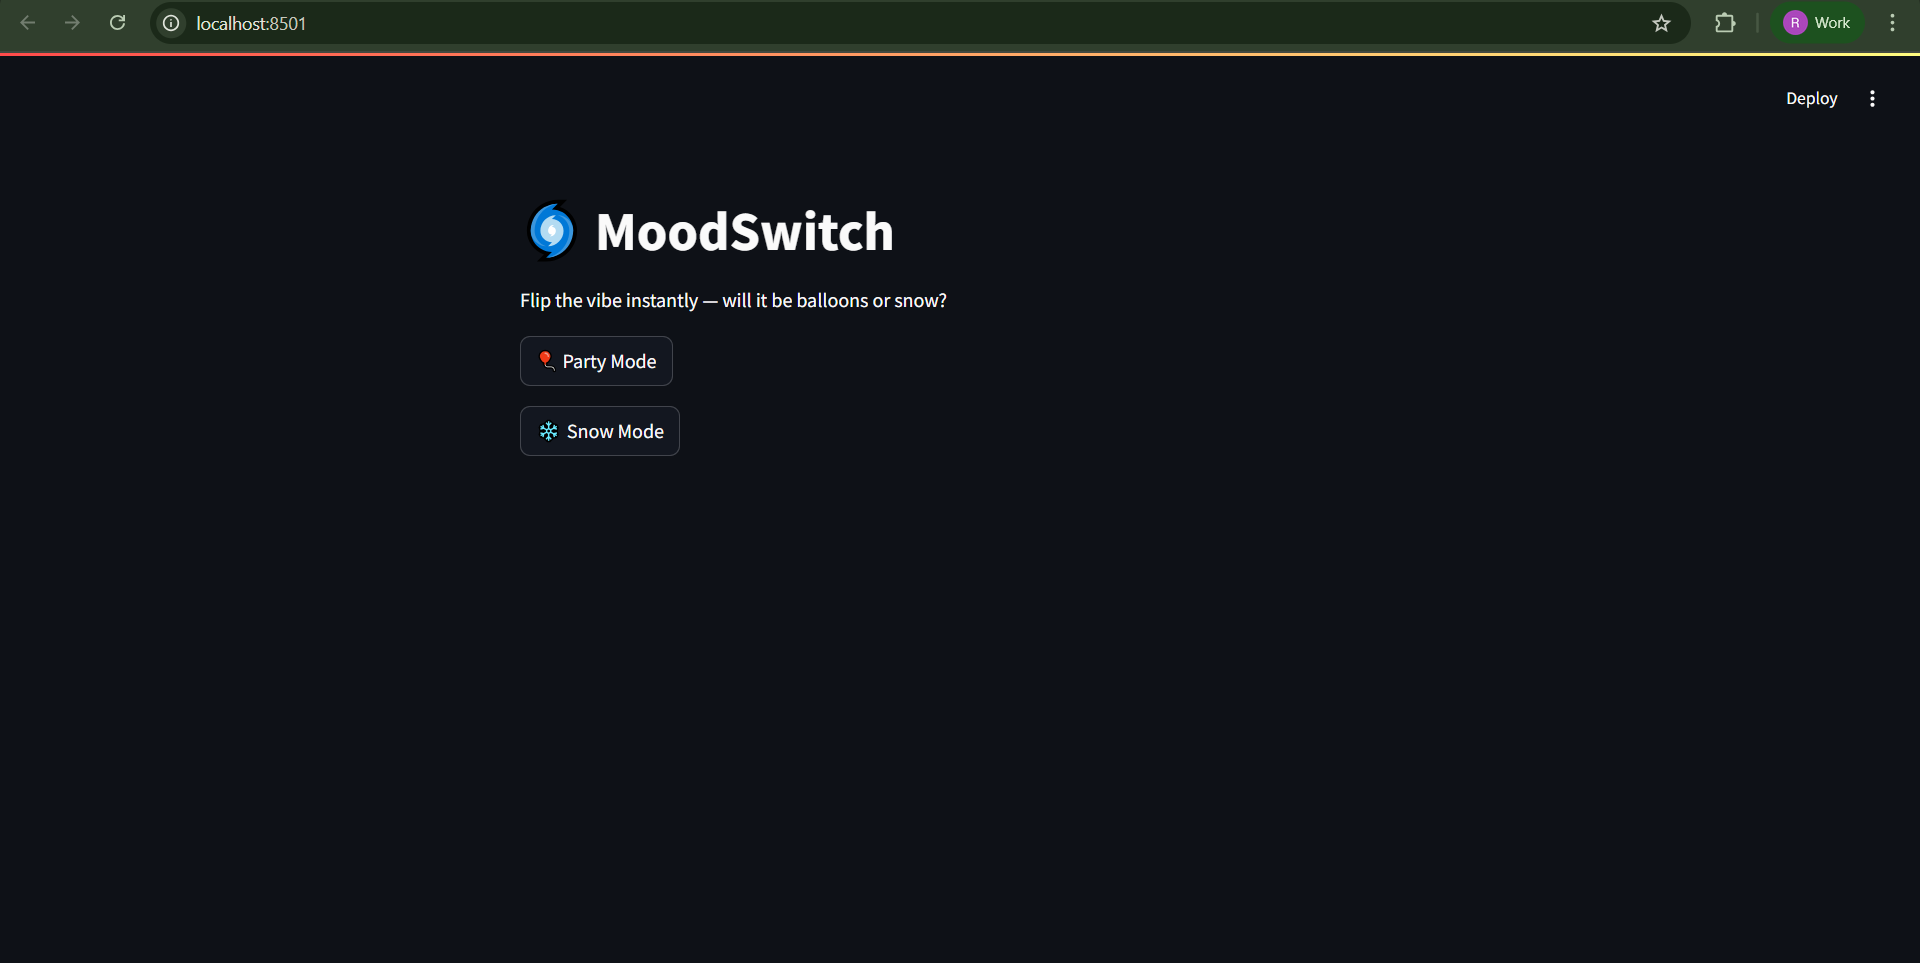 localhost:8501
R Work
Deploy
🌀 MoodSwitch
Flip the vibe instantly — will it be balloons or snow?
🎈 Party Mode
❄️ Snow Mode